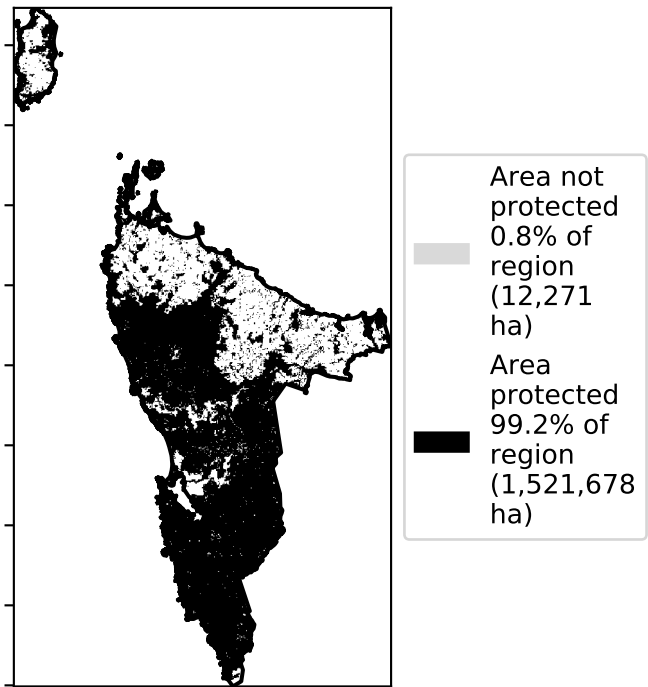 Area not
protected
0.8% of
region
(12,271
ha)
Area
protected
99.2% of
region
(1,521,678
ha)